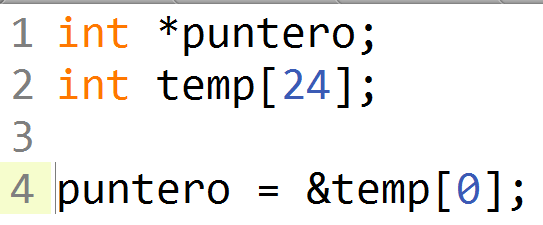 1 int *puntero;
2 int temp[24];
3
4 puntero = &temp[0];